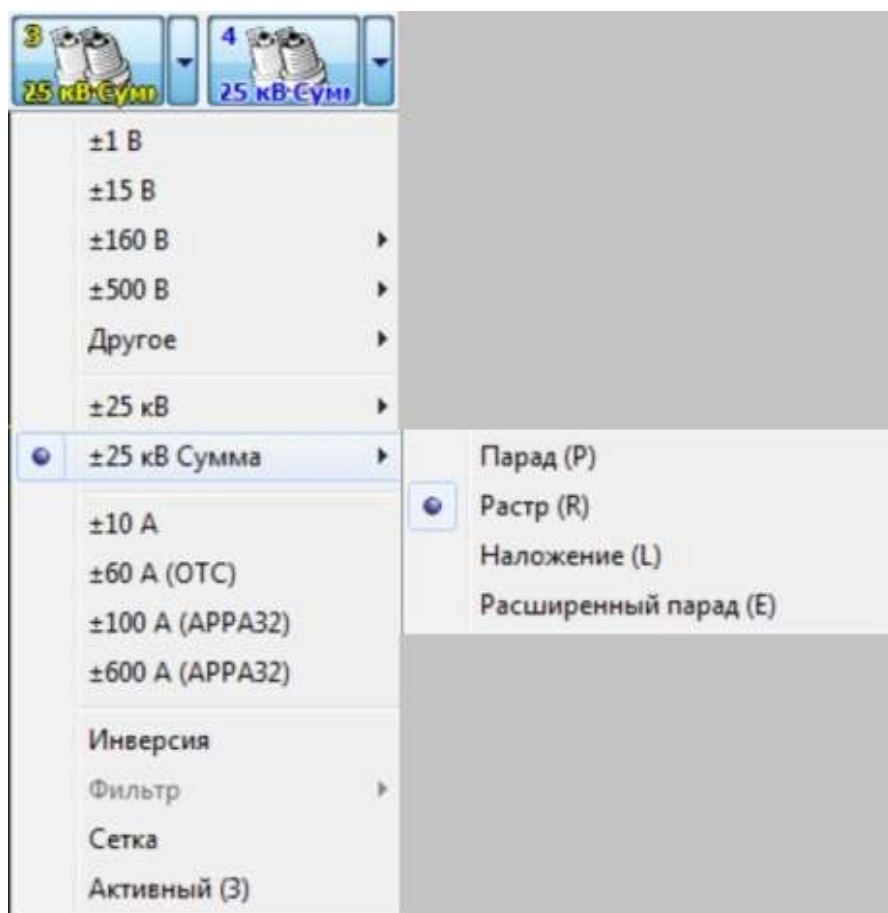 3
25 кВ Сумм
4
25 кВ Сумм
±1 В
±15 В
±160 В
±500 В
Другое
±25 кВ
±25 кВ Сумма
Парад (P)
Растр (R)
Наложение (L)
Расширенный парад (E)
±10 А
±60 А (OTC)
±100 А (APPA32)
±600 А (APPA32)
Инверсия
Фильтр
Сетка
Активный (3)